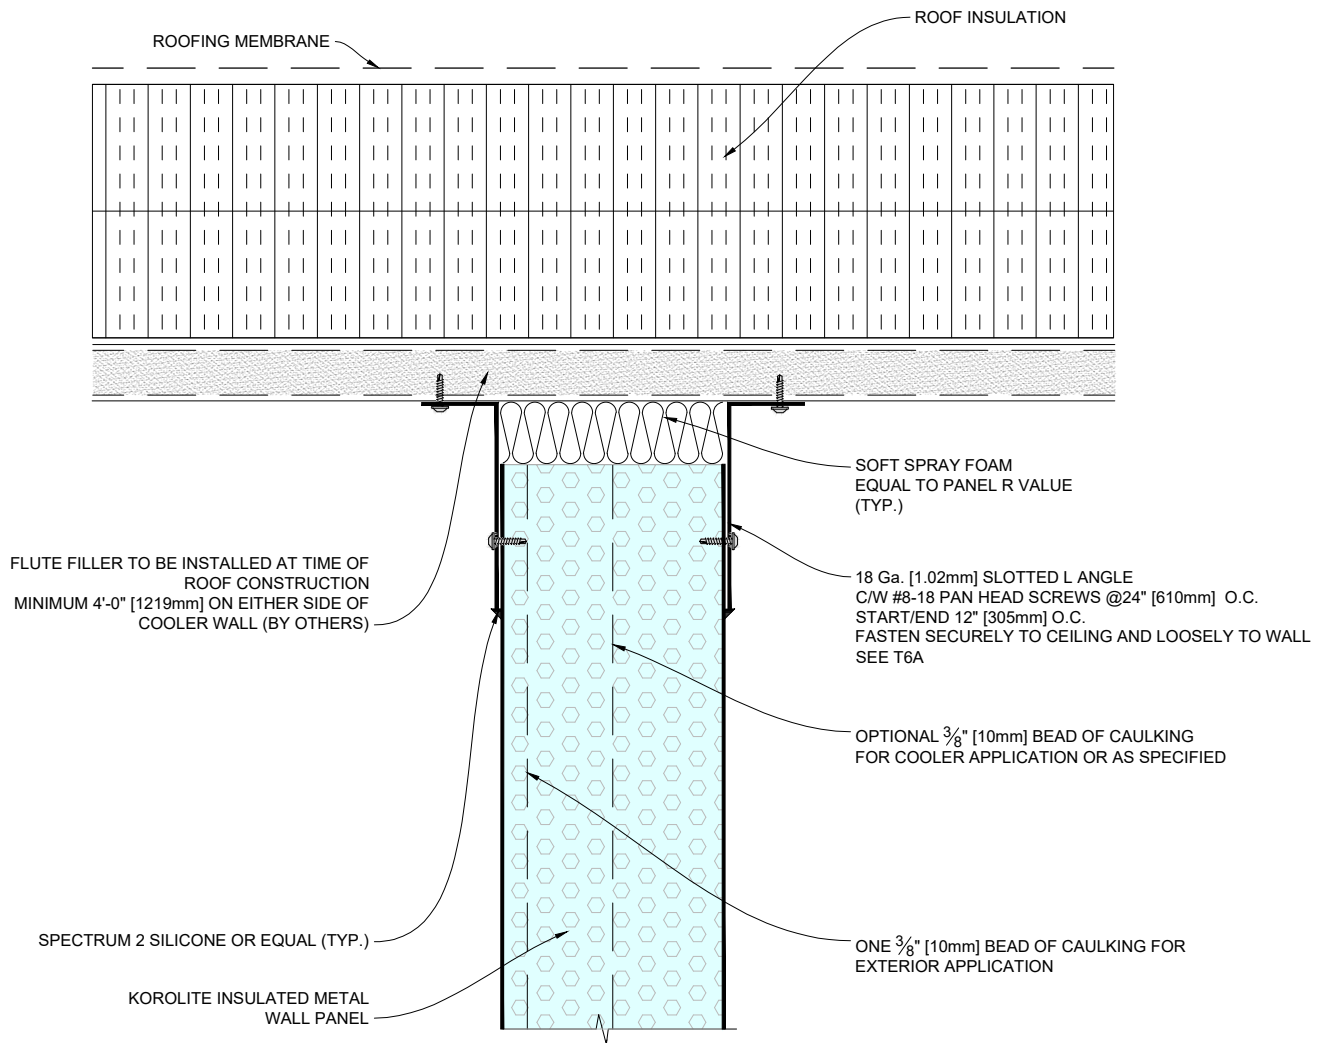 ROOF INSULATION
ROOFING MEMBRANE
SOFT SPRAY FOAM
EQUAL TO PANEL R VALUE
(TYP.)
FLUTE FILLER TO BE INSTALLED AT TIME OF
ROOF CONSTRUCTION
MINIMUM 4'-0" [1219mm] ON EITHER SIDE OF
COOLER WALL (BY OTHERS)
18 Ga. [1.02mm] SLOTTED L ANGLE
C/W #8-18 PAN HEAD SCREWS @24" [610mm] O.C.
START/END 12" [305mm] O.C.
FASTEN SECURELY TO CEILING AND LOOSELY TO WALL
SEE T6A
OPTIONAL 3/8" [10mm] BEAD OF CAULKING
FOR COOLER APPLICATION OR AS SPECIFIED
SPECTRUM 2 SILICONE OR EQUAL (TYP.)
ONE 3/8" [10mm] BEAD OF CAULKING FOR
EXTERIOR APPLICATION
KOROLITE INSULATED METAL
WALL PANEL